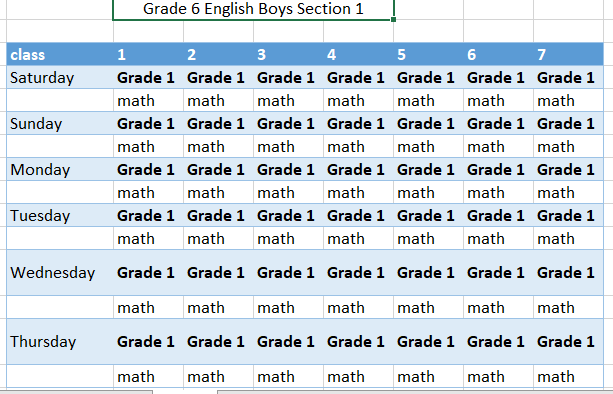 Grade 6 English Boys Section 1
class 1 2 3 4 5 6 7
Saturday Grade 1 Grade 1 Grade 1 Grade 1 Grade 1 Grade 1 Grade 1
math math math math math math math
Sunday Grade 1 Grade 1 Grade 1 Grade 1 Grade 1 Grade 1 Grade 1
math math math math math math math
Monday Grade 1 Grade 1 Grade 1 Grade 1 Grade 1 Grade 1 Grade 1
math math math math math math math
Tuesday Grade 1 Grade 1 Grade 1 Grade 1 Grade 1 Grade 1 Grade 1
math math math math math math math
Wednesday Grade 1 Grade 1 Grade 1 Grade 1 Grade 1 Grade 1 Grade 1
math math math math math math math
Thursday Grade 1 Grade 1 Grade 1 Grade 1 Grade 1 Grade 1 Grade 1
math math math math math math math